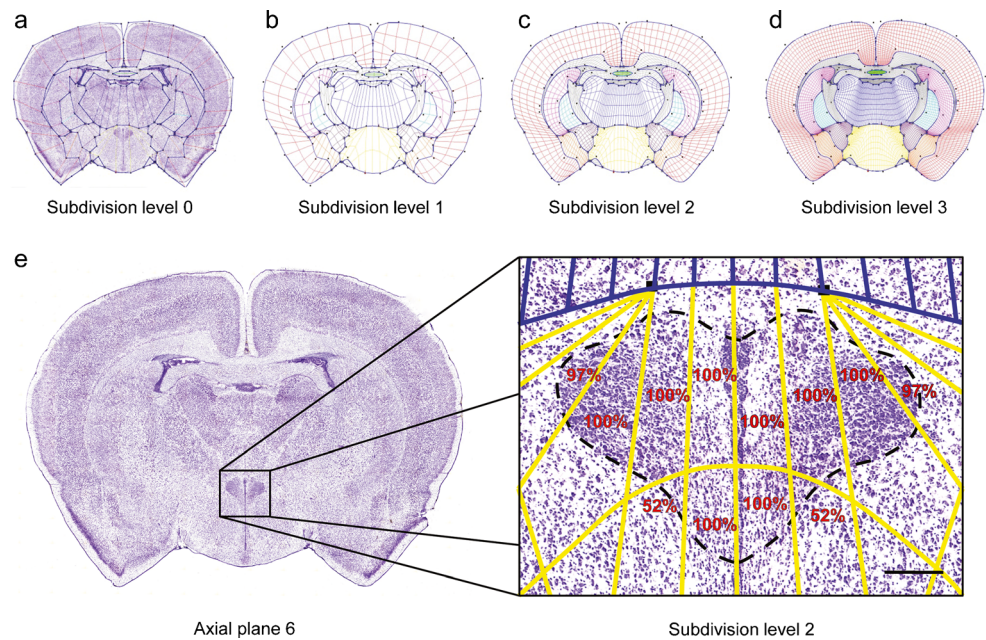 a
b
c
d
Subdivision level 0
Subdivision level 1
Subdivision level 2
Subdivision level 3
e
97% 100% 100% 100% 97%
100% 100%
100% 100%
52% 100% 52%
100%
Axial plane 6
Subdivision level 2